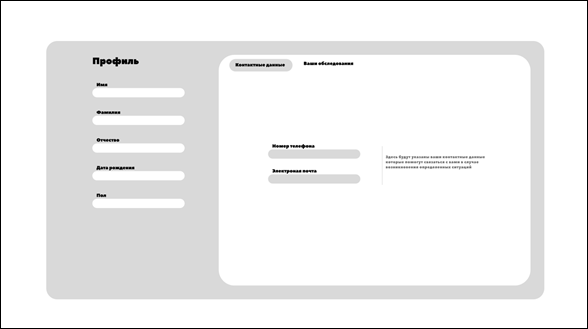 Профиль
Контактные данные
Ваши обследования
Имя
Фамилия
Отчество
Дата рождения
Пол
Номер телефона
Электроная почта
Здесь будут указаны ваши контактные данные
которые помогут связаться с вами в случае
возникновения определенных ситуаций